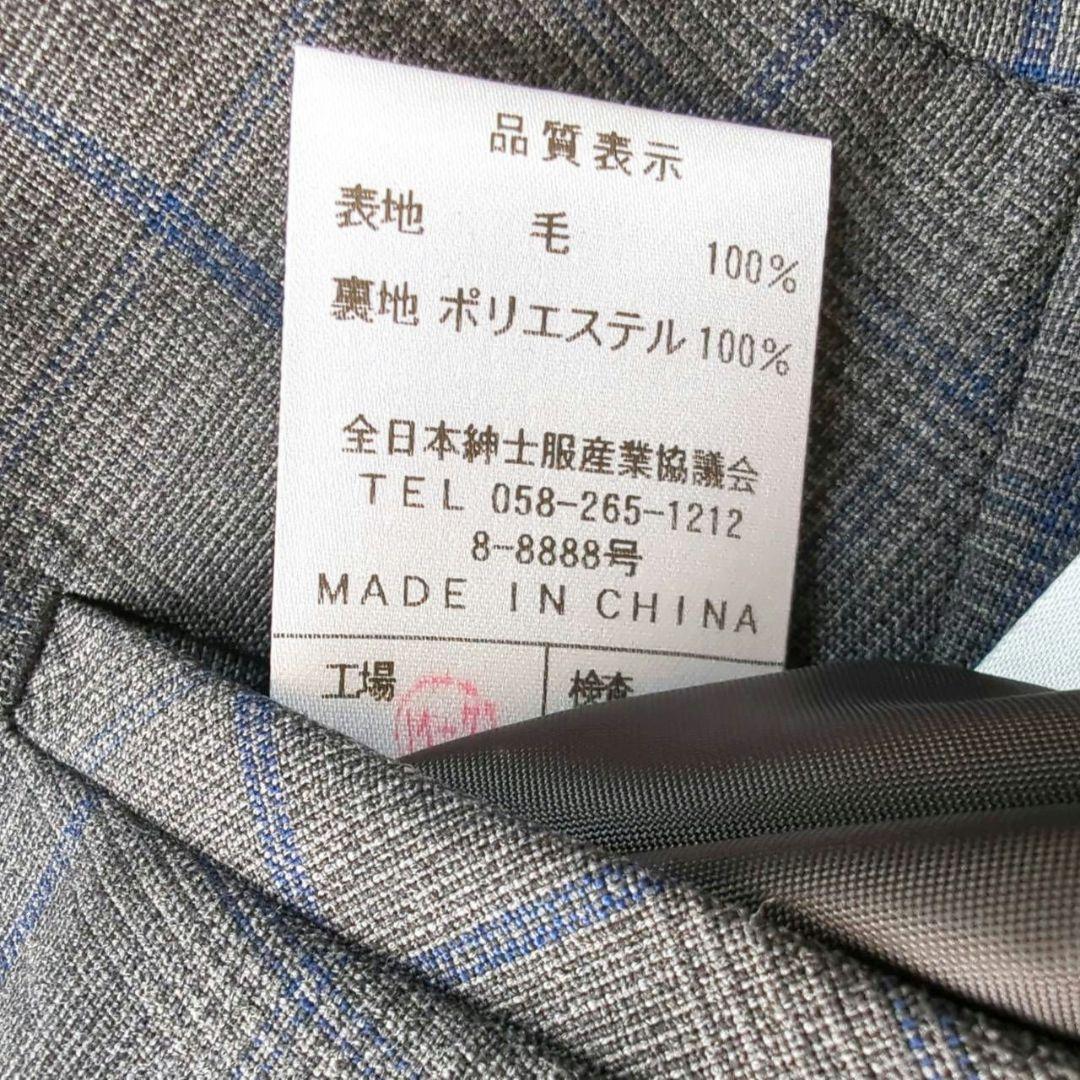 品質表示
表地 毛 100%
裏地 ポリエステル 100%
全日本紳士服産業協議会
TEL 058-265-1212
8-8888号
MADE IN CHINA
工場 検査